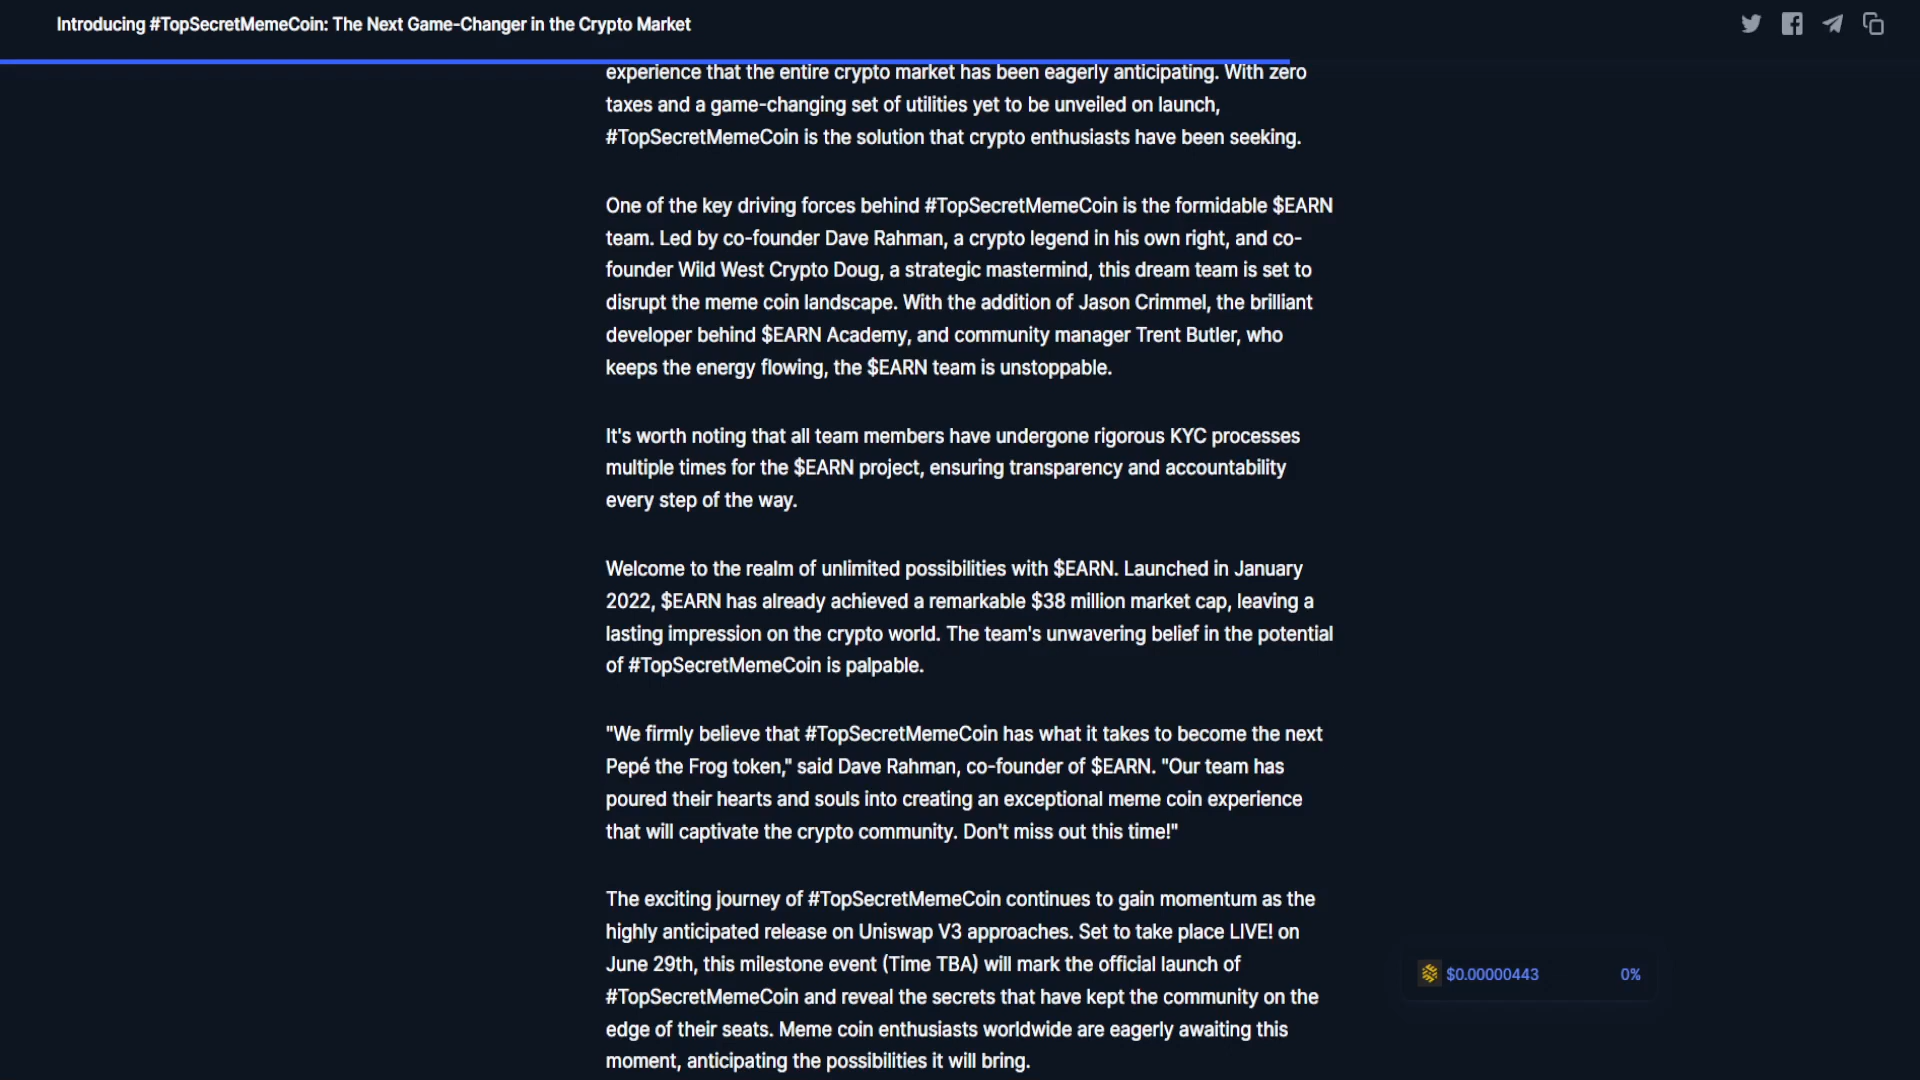 Introducing #TopSecretMemeCoin: The Next Game-Changer in the Crypto Market
experience that the entire crypto market has been eagerly anticipating. With zero
taxes and a game-changing set of utilities yet to be unveiled on launch,
#TopSecretMemeCoin is the solution that crypto enthusiasts have been seeking.
One of the key driving forces behind #TopSecretMemeCoin is the formidable $EARN
team. Led by co-founder Dave Rahman, a crypto legend in his own right, and co-
founder Wild West Crypto Doug, a strategic mastermind, this dream team is set to
disrupt the meme coin landscape. With the addition of Jason Crimmel, the brilliant
developer behind $EARN Academy, and community manager Trent Butler, who
keeps the energy flowing, the $EARN team is unstoppable.
It's worth noting that all team members have undergone rigorous KYC processes
multiple times for the $EARN project, ensuring transparency and accountability
every step of the way.
Welcome to the realm of unlimited possibilities with $EARN. Launched in January
2022, $EARN has already achieved a remarkable $38 million market cap, leaving a
lasting impression on the crypto world. The team's unwavering belief in the potential
of #TopSecretMemeCoin is palpable.
"We firmly believe that #TopSecretMemeCoin has what it takes to become the next
Pepé the Frog token," said Dave Rahman, co-founder of $EARN. "Our team has
poured their hearts and souls into creating an exceptional meme coin experience
that will captivate the crypto community. Don't miss out this time!"
The exciting journey of #TopSecretMemeCoin continues to gain momentum as the
highly anticipated release on Uniswap V3 approaches. Set to take place LIVE! on
June 29th, this milestone event (Time TBA) will mark the official launch of
#TopSecretMemeCoin and reveal the secrets that have kept the community on the
edge of their seats. Meme coin enthusiasts worldwide are eagerly awaiting this
moment, anticipating the possibilities it will bring.
$0.00000443 0%